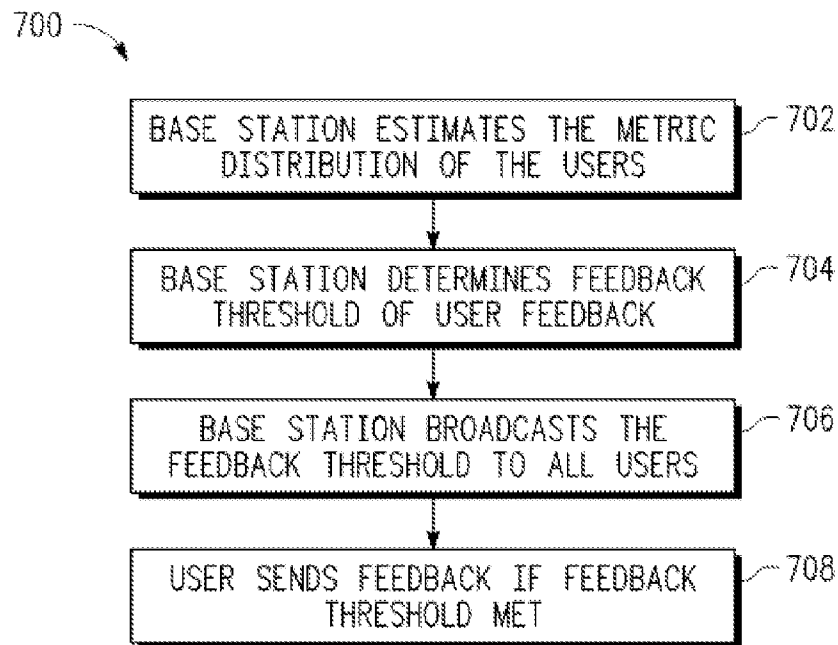 700
BASE STATION ESTIMATES THE METRIC
DISTRIBUTION OF THE USERS
702
BASE STATION DETERMINES FEEDBACK
THRESHOLD OF USER FEEDBACK
704
BASE STATION BROADCASTS THE
FEEDBACK THRESHOLD TO ALL USERS
706
USER SENDS FEEDBACK IF FEEDBACK
THRESHOLD MET
708